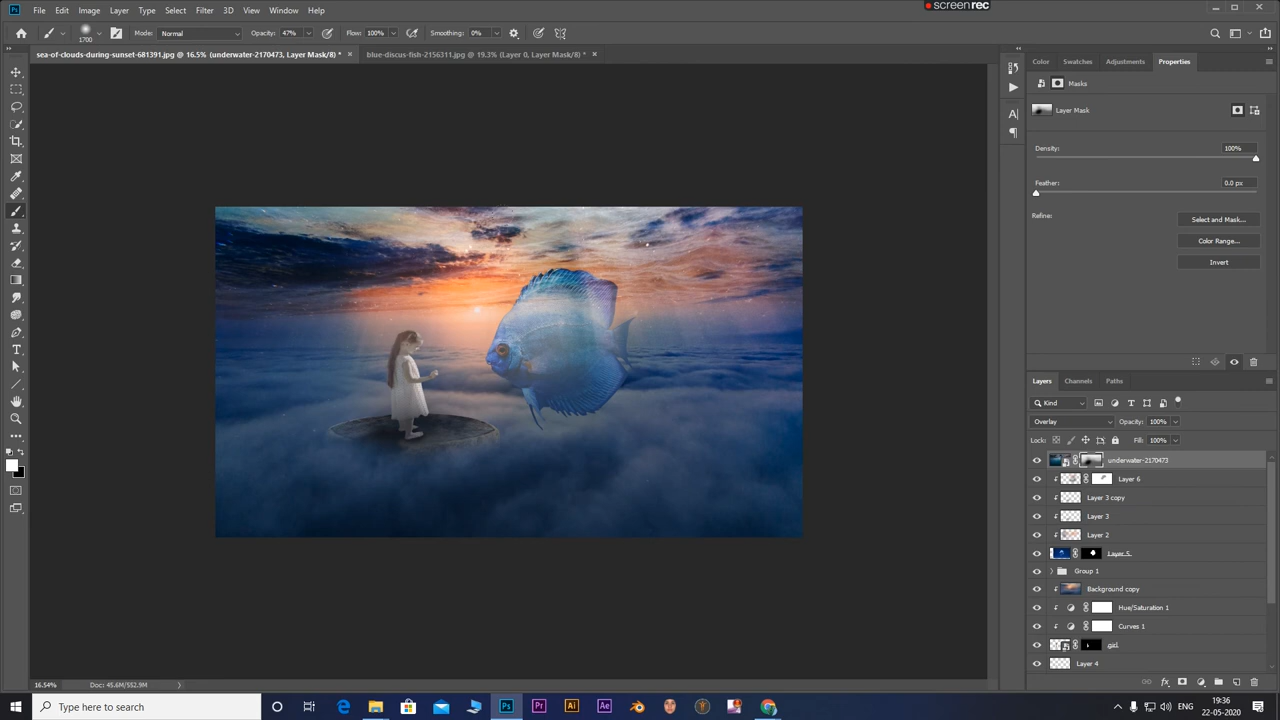 Ps File Edit Image Layer Type Select Filter 3D View Window Help
screenrec
1700 Mode: Normal Opacity: 47% Flow: 100% Smoothing: 0%
sea-of-clouds-during-sunset-681391.jpg @ 16.5% (underwater-2170473, Layer Mask/8) * × blue-discus-fish-2156311.jpg @ 19.3% (Layer 0, Layer Mask/8) * ×
Color Swatches Adjustments Properties
Masks
Layer Mask
Density: 100%
Feather: 0.0 px
Refine: Select and Mask...
Color Range...
Invert
Layers Channels Paths
Kind
Overlay Opacity: 100%
Lock: Fill: 100%
underwater-2170473
Layer 6
Layer 3 copy
Layer 3
Layer 2
Layer 5
Group 1
Background copy
Hue/Saturation 1
Curves 1
girl
Layer 4
16.54% Doc: 45.6M/552.9M
Type here to search
Ps Pr Ai Ae
ENG
19:36
22-05-2020